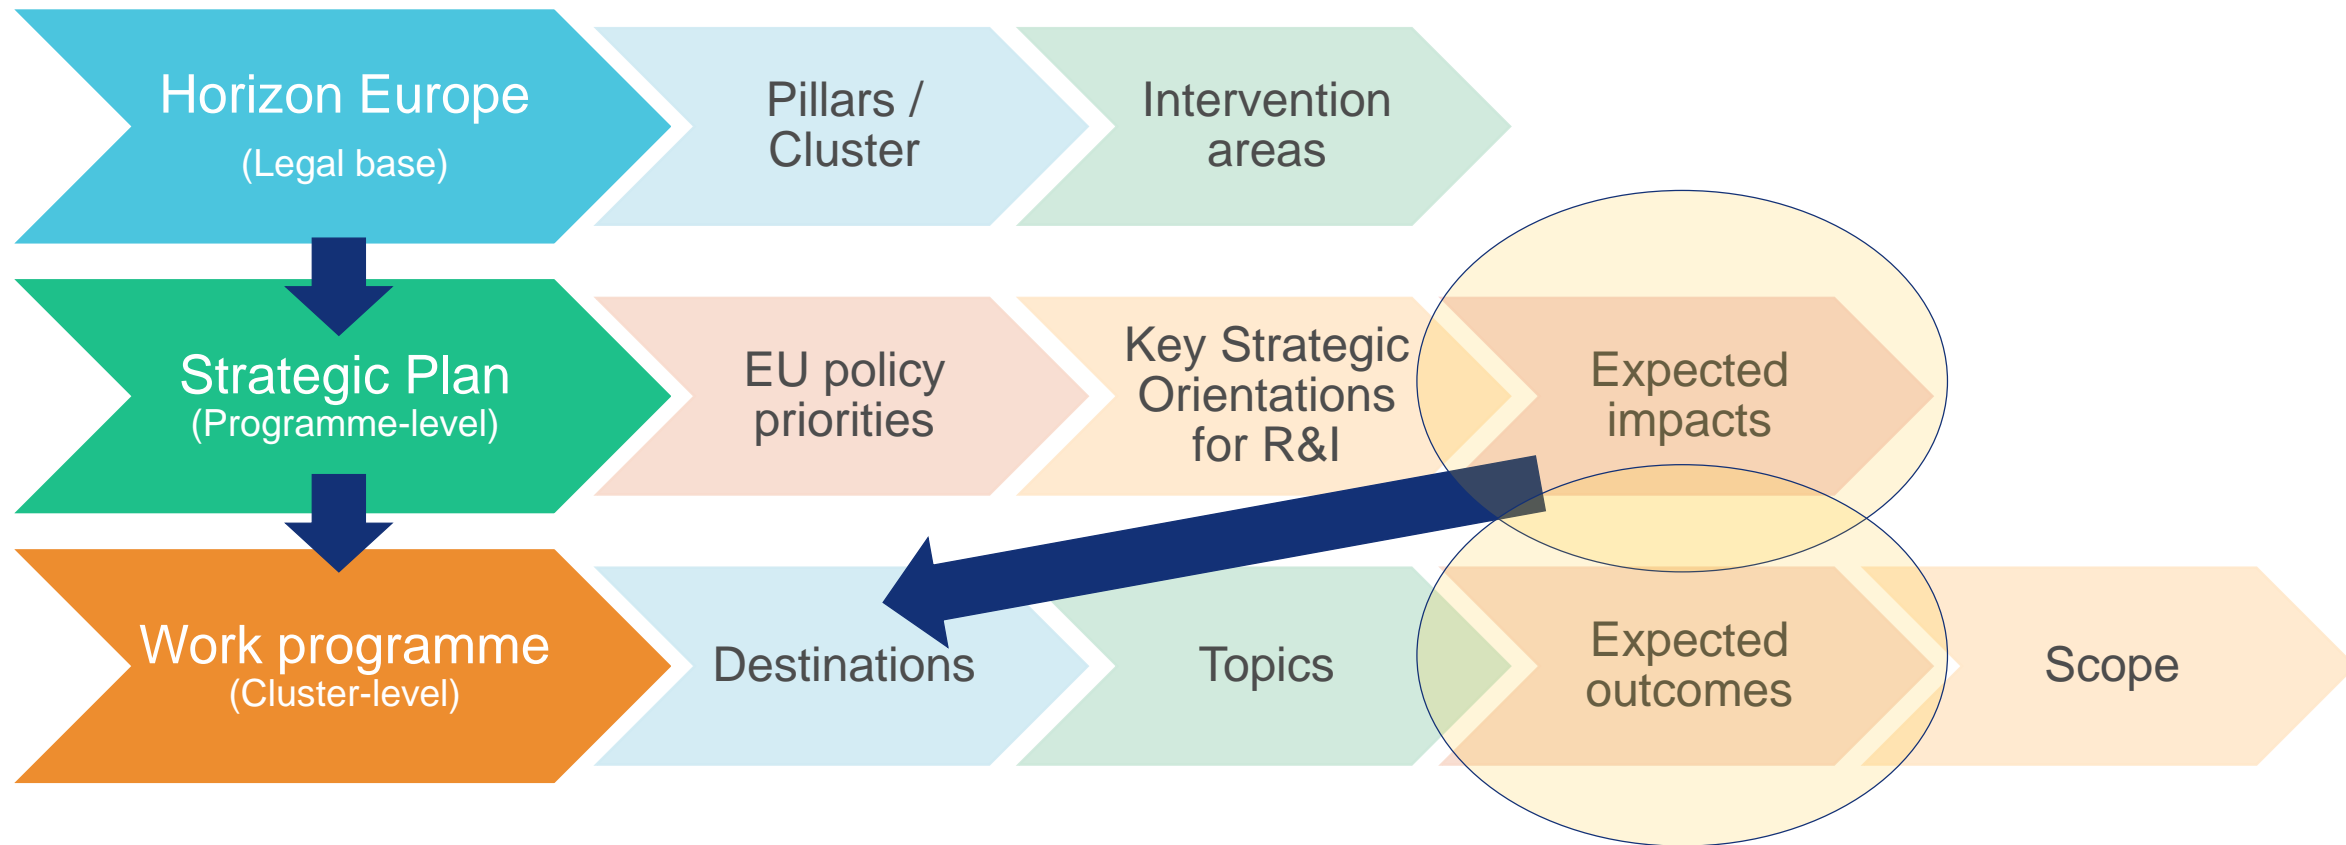 Horizon Europe
(Legal base)
Pillars /
Cluster
Intervention
areas
Strategic Plan
(Programme-level)
EU policy
priorities
Key Strategic
Orientations
for R&I
Expected
impacts
Work programme
(Cluster-level)
Destinations
Topics
Expected
outcomes
Scope